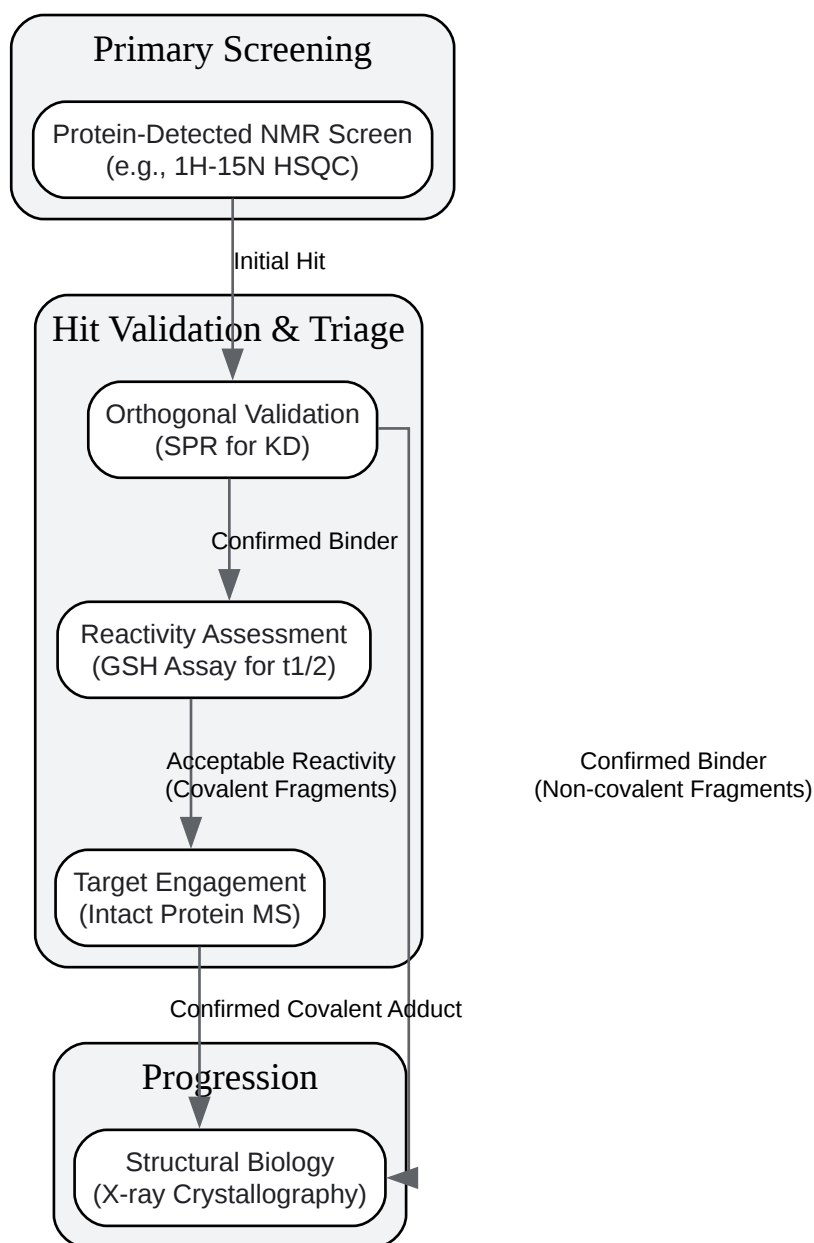 Primary Screening
Protein-Detected NMR Screen
(e.g., 1H-15N HSQC)
Initial Hit
Hit Validation & Triage
Orthogonal Validation
(SPR for KD)
Confirmed Binder
Reactivity Assessment
(GSH Assay for t1/2)
Acceptable Reactivity
(Covalent Fragments)
Confirmed Binder
(Non-covalent Fragments)
Target Engagement
(Intact Protein MS)
Confirmed Covalent Adduct
Progression
Structural Biology
(X-ray Crystallography)